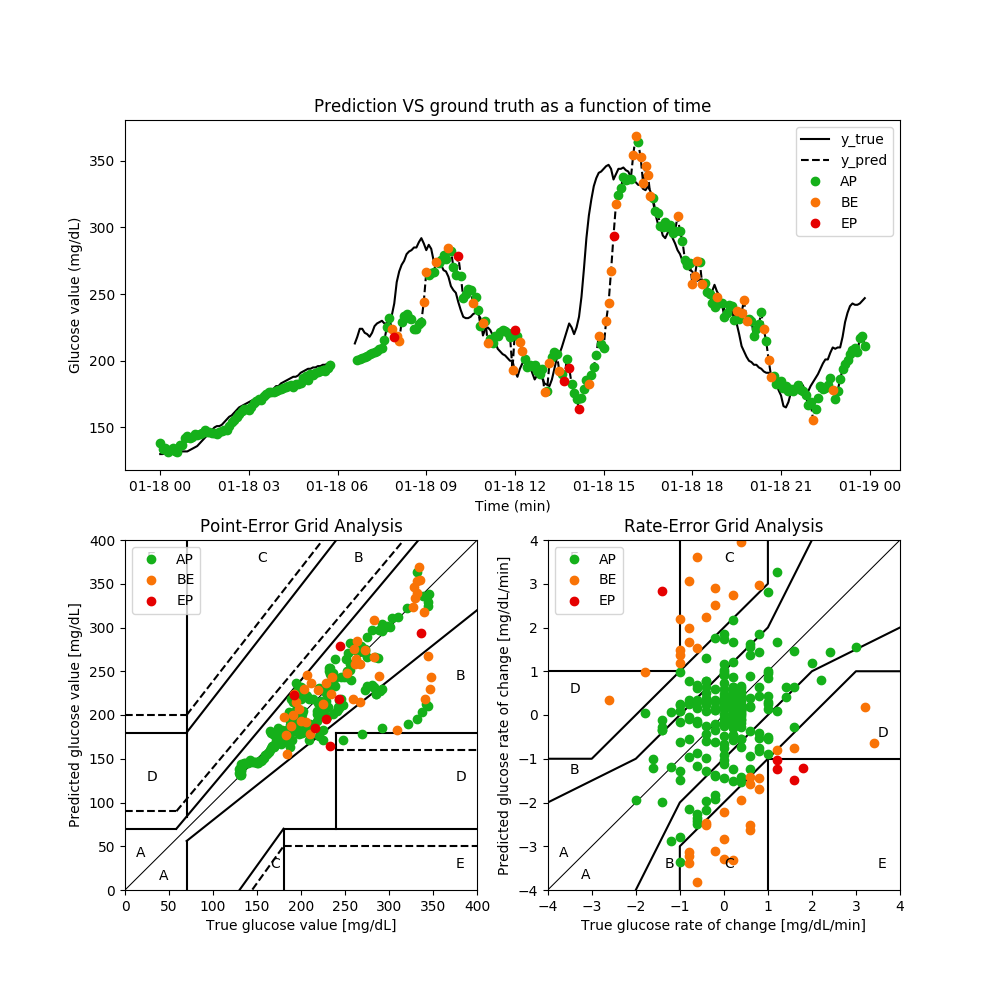 Prediction VS ground truth as a function of time
Glucose value (mg/dL)
350
300
250
200
150
y_true
y_pred
AP
BE
EP
01-18 00 01-18 03 01-18 06 01-18 09 01-18 12 01-18 15 01-18 18 01-18 21 01-19 00
Time (min)
Point-Error Grid Analysis
Predicted glucose value [mg/dL]
400
350
300
250
200
150
100
50
0
AP
BE
EP
C B
B
D D
A
A C E
0 50 100 150 200 250 300 350 400
True glucose value [mg/dL]
Rate-Error Grid Analysis
Predicted glucose rate of change [mg/dL/min]
4
3
2
1
0
−1
−2
−3
−4
AP
BE
EP
C
D
D
B
A
A B C E
−4 −3 −2 −1 0 1 2 3 4
True glucose rate of change [mg/dL/min]